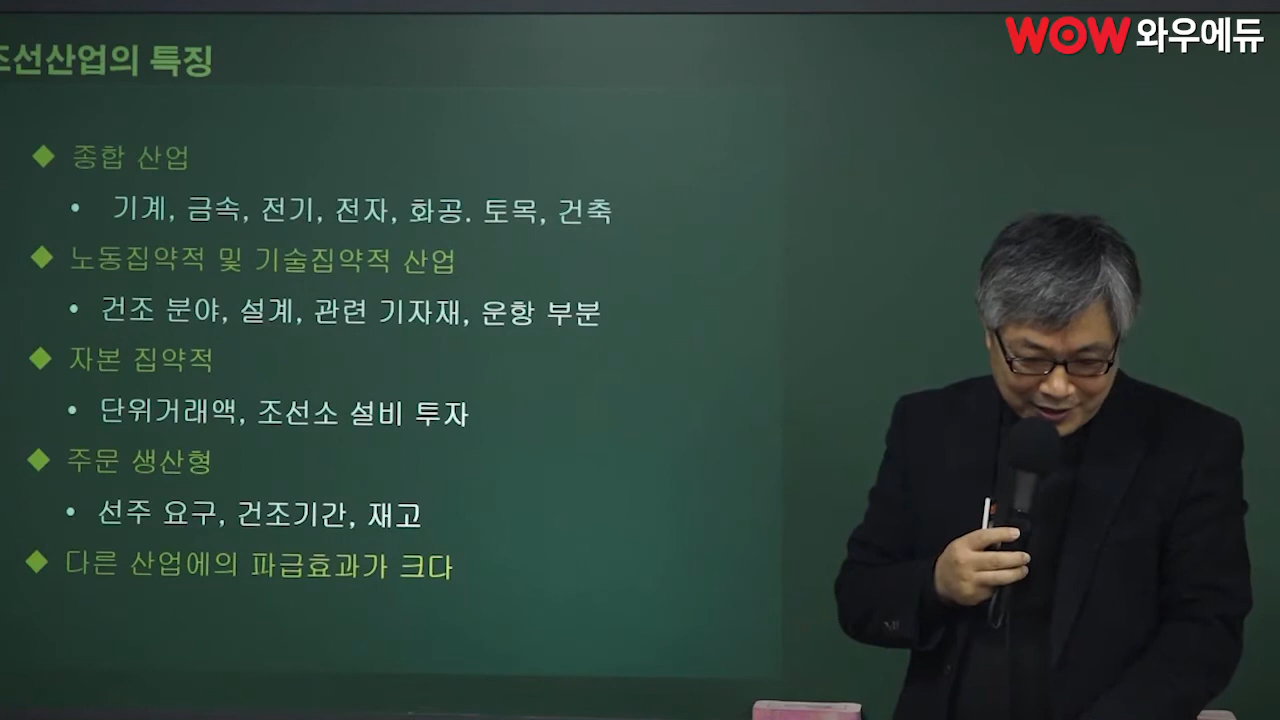 WOW 와우에듀
조선산업의 특징
◆ 종합 산업
• 기계, 금속, 전기, 전자, 화공. 토목, 건축
◆ 노동집약적 및 기술집약적 산업
• 건조 분야, 설계, 관련 기자재, 운항 부분
◆ 자본 집약적
• 단위거래액, 조선소 설비 투자
◆ 주문 생산형
• 선주 요구, 건조기간, 재고
◆ 다른 산업에의 파급효과가 크다